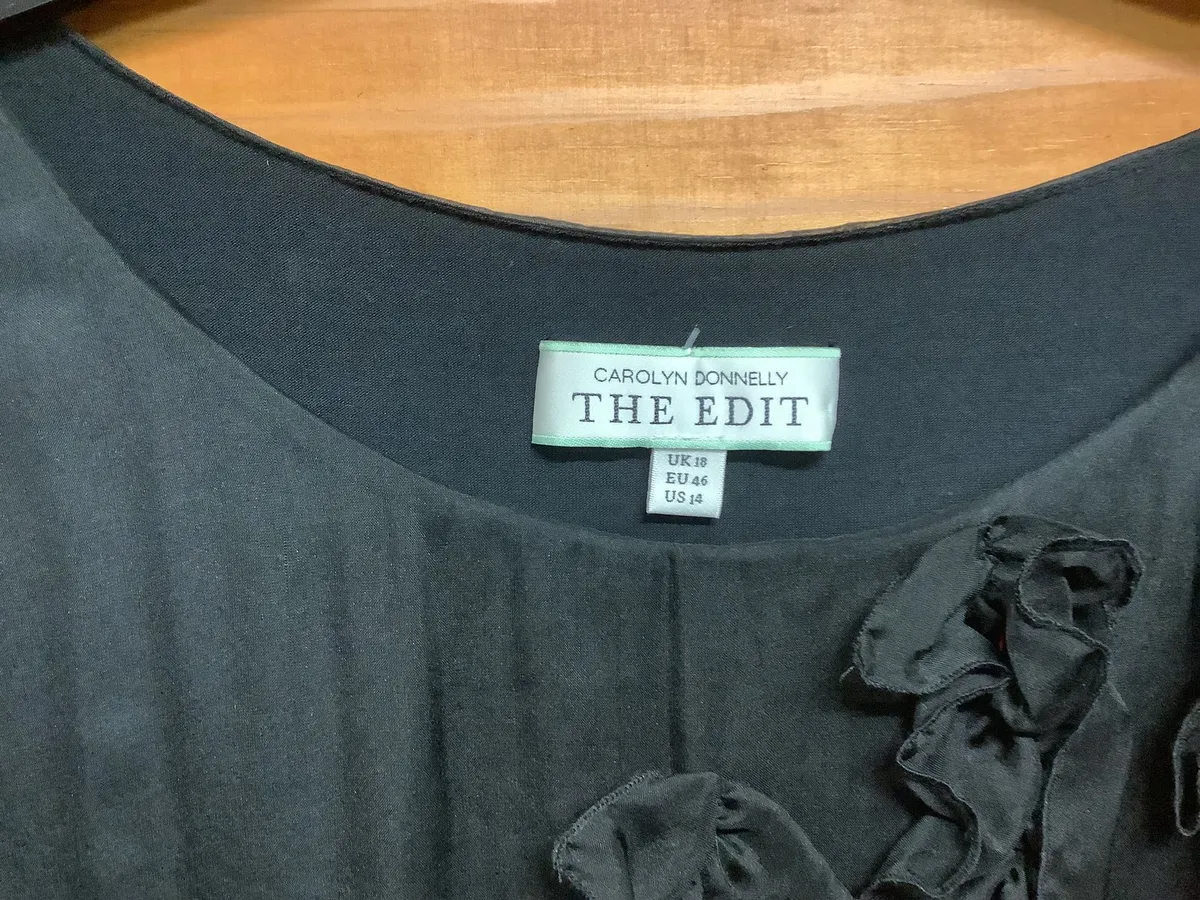 CAROLYN DONNELLY
THE EDIT
UK 18
EU 46
US 14